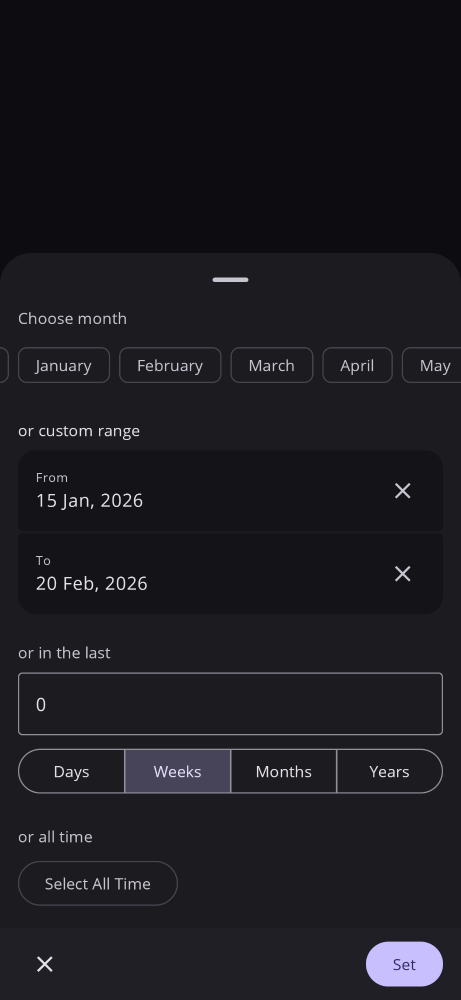 Choose month
January February March April May
or custom range
From
15 Jan, 2026
To
20 Feb, 2026
or in the last
0
Days Weeks Months Years
or all time
Select All Time
Set